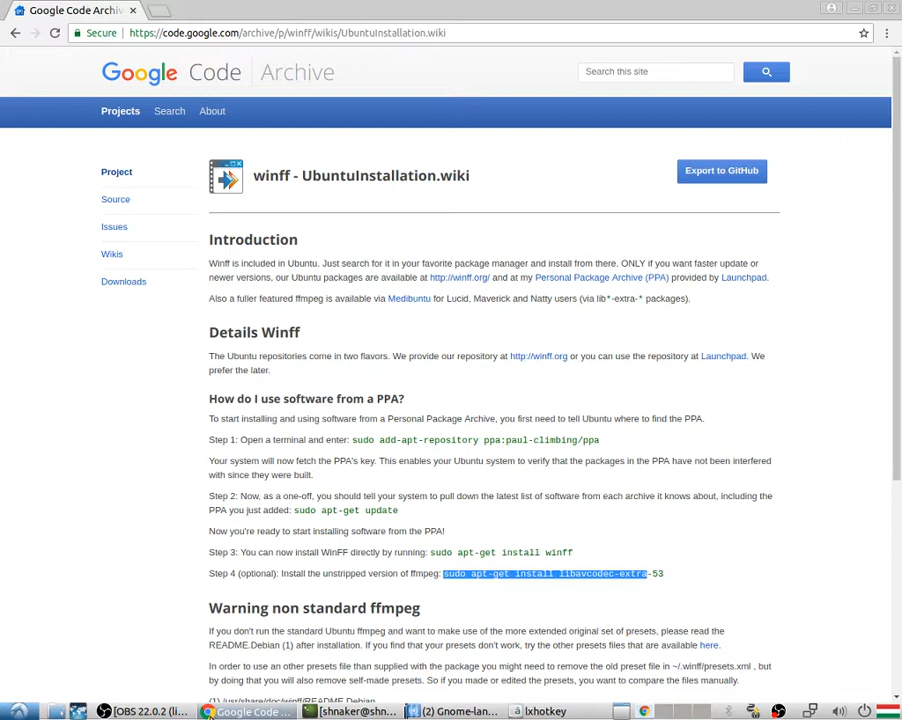 Google Code Archiv
Secure https://code.google.com/archive/p/winff/wikis/UbuntuInstallation.wiki
Google Code Archive
Search this site
Projects Search About
Project
Source
Issues
Wikis
Downloads
winff - UbuntuInstallation.wiki
Export to GitHub
Introduction
Winff is included in Ubuntu. Just search for it in your favorite package manager and install from there. ONLY if you want faster update or
newer versions, our Ubuntu packages are available at http://winff.org/ and at my Personal Package Archive (PPA) provided by Launchpad.
Also a fuller featured ffmpeg is available via Medibuntu for Lucid, Maverick and Natty users (via lib*-extra-* packages).
Details Winff
The Ubuntu repositories come in two flavors. We provide our repository at http://winff.org or you can use the repository at Launchpad. We
prefer the later.
How do I use software from a PPA?
To start installing and using software from a Personal Package Archive, you first need to tell Ubuntu where to find the PPA.
Step 1: Open a terminal and enter: sudo add-apt-repository ppa:paul-climbing/ppa
Your system will now fetch the PPA's key. This enables your Ubuntu system to verify that the packages in the PPA have not been interfered
with since they were built.
Step 2: Now, as a one-off, you should tell your system to pull down the latest list of software from each archive it knows about, including the
PPA you just added: sudo apt-get update
Now you're ready to start installing software from the PPA!
Step 3: You can now install WinFF directly by running: sudo apt-get install winff
Step 4 (optional): Install the unstripped version of ffmpeg: sudo apt-get install libavcodec-extra-53
Warning non standard ffmpeg
If you don't run the standard Ubuntu ffmpeg and want to make use of the more extended original set of presets, please read the
README.Debian (1) after installation. If you find that your presets don't work, try the other presets files that are available here.
In order to use an other presets file than supplied with the package you might need to remove the old preset file in ~/.winff/presets.xml , but
by doing that you will also remove self-made presets. So if you made or edited the presets, you want to compare the files manually.
(1) /usr/share/doc/winff/README.Debian
[OBS 22.0.2 (li... Google Code ... [shnaker@shn... (2) Gnome-lan... lxhotkey